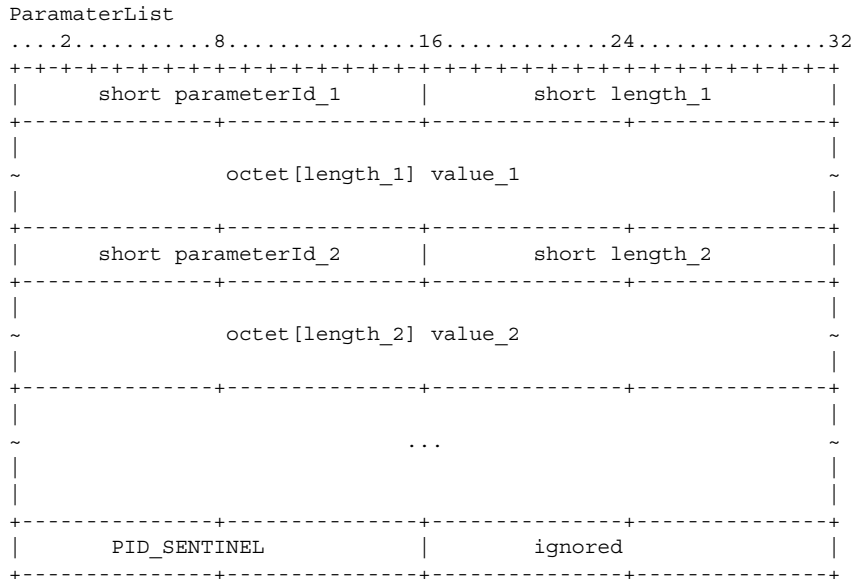 ParamaterList
....2...........8...............16.............24...............32
+-+-+-+-+-+-+-+-+-+-+-+-+-+-+-+-+-+-+-+-+-+-+-+-+-+-+-+-+-+-+-+-+
| short parameterId_1 | short length_1 |
+---------------+---------------+---------------+---------------+
| |
~ octet[length_1] value_1 ~
| |
+---------------+---------------+---------------+---------------+
| short parameterId_2 | short length_2 |
+---------------+---------------+---------------+---------------+
| |
~ octet[length_2] value_2 ~
| |
+---------------+---------------+---------------+---------------+
| |
~ ... ~
| |
| |
+---------------+---------------+---------------+---------------+
| PID_SENTINEL | ignored |
+---------------+---------------+---------------+---------------+